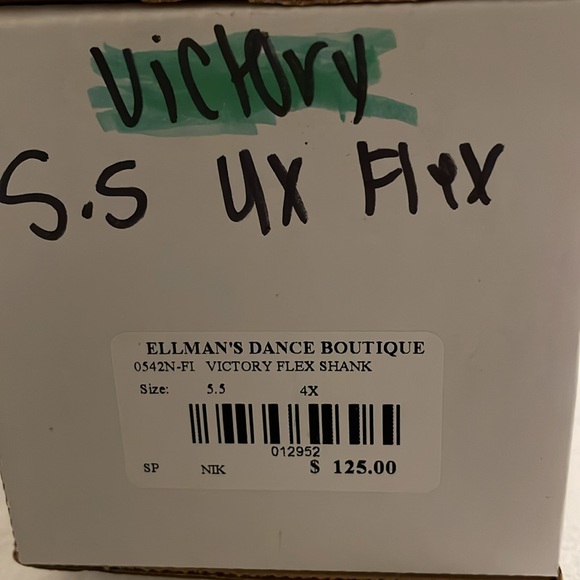 Victory
5.5 4X Flex
ELLMAN'S DANCE BOUTIQUE
0542N-FI VICTORY FLEX SHANK
Size: 5.5 4X
012952
SP NIK $ 125.00